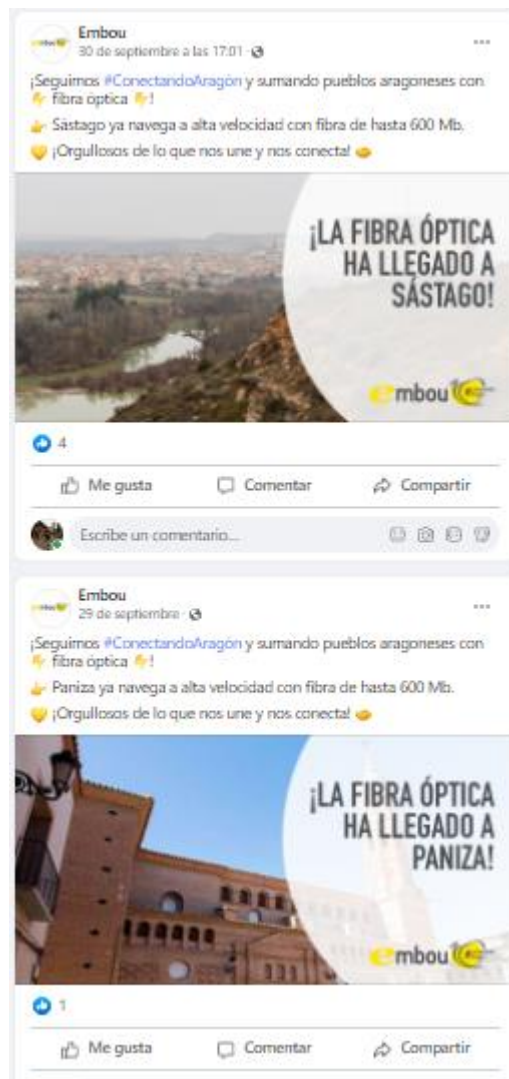 Embou
30 de septiembre a las 17:01 ·
¡Seguimos #ConectandoAragón y sumando pueblos aragoneses con
fibra óptica !
Sástago ya navega a alta velocidad con fibra de hasta 600 Mb.
¡Orgullosos de lo que nos une y nos conecta!
¡LA FIBRA ÓPTICA
HA LLEGADO A
SÁSTAGO!
embou
4
Me gusta Comentar Compartir
Escribe un comentario...
Embou
29 de septiembre ·
¡Seguimos #ConectandoAragón y sumando pueblos aragoneses con
fibra óptica !
Paniza ya navega a alta velocidad con fibra de hasta 600 Mb.
¡Orgullosos de lo que nos une y nos conecta!
¡LA FIBRA ÓPTICA
HA LLEGADO A
PANIZA!
embou
1
Me gusta Comentar Compartir